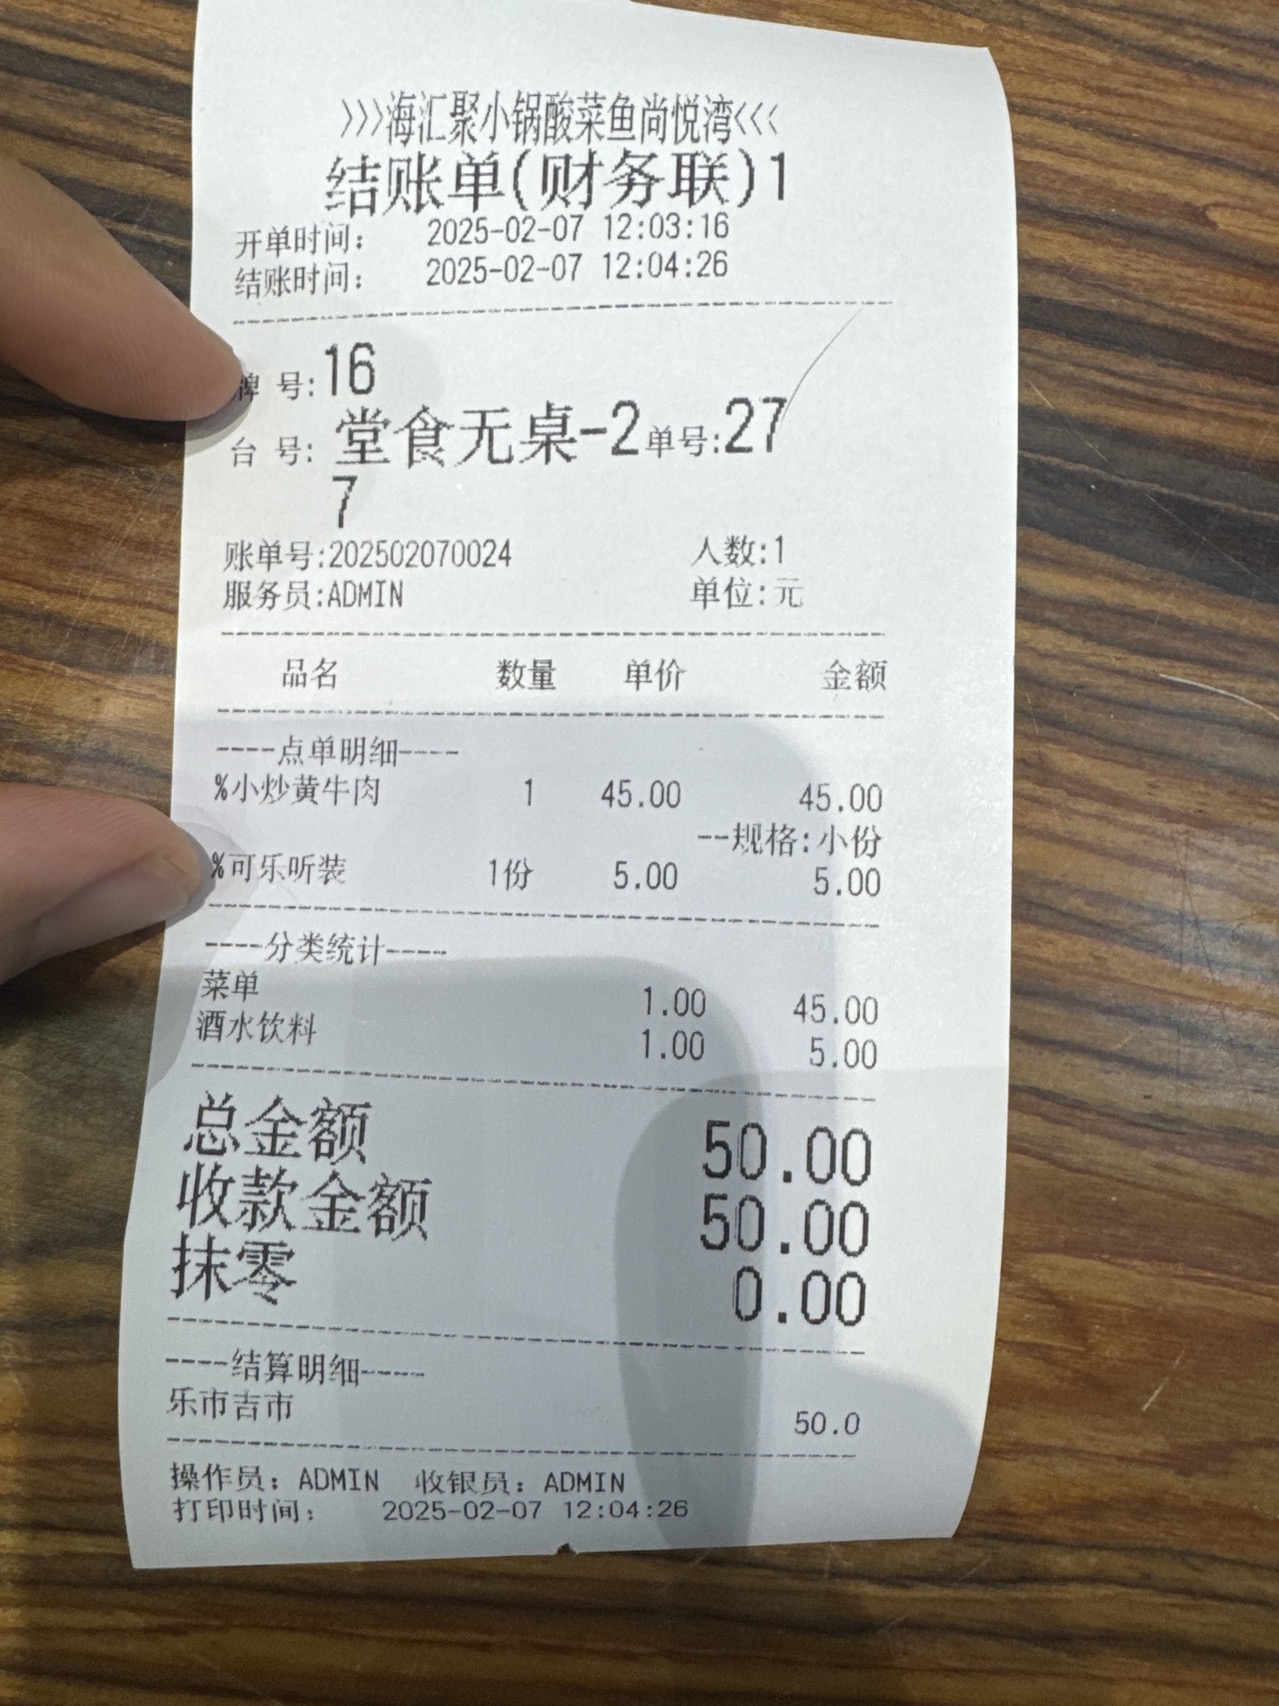 >>>海汇聚小锅酸菜鱼尚悦湾<<<
结账单(财务联)1
开单时间: 2025-02-07 12:03:16
结账时间: 2025-02-07 12:04:26
牌 号:16
台 号: 堂食无桌-2 单号:27
7
账单号:202502070024 人数:1
服务员:ADMIN 单位:元
品名 数量 单价 金额
----点单明细----
%小炒黄牛肉 1 45.00 45.00
--规格:小份
%可乐听装 1份 5.00 5.00
----分类统计----
菜单 1.00 45.00
酒水饮料 1.00 5.00
总金额 50.00
收款金额 50.00
抹零 0.00
----结算明细----
乐市吉市 50.0
操作员: ADMIN 收银员: ADMIN
打印时间: 2025-02-07 12:04:26